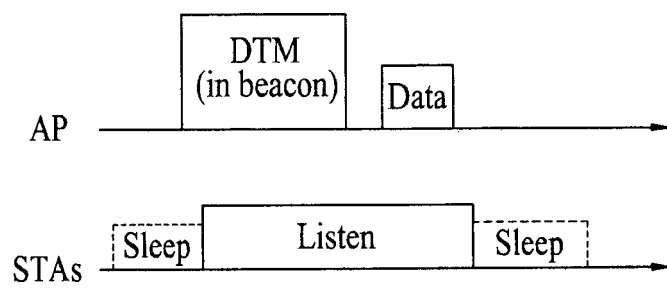 DTM
(in beacon)
Data
AP
Sleep
Listen
Sleep
STAs